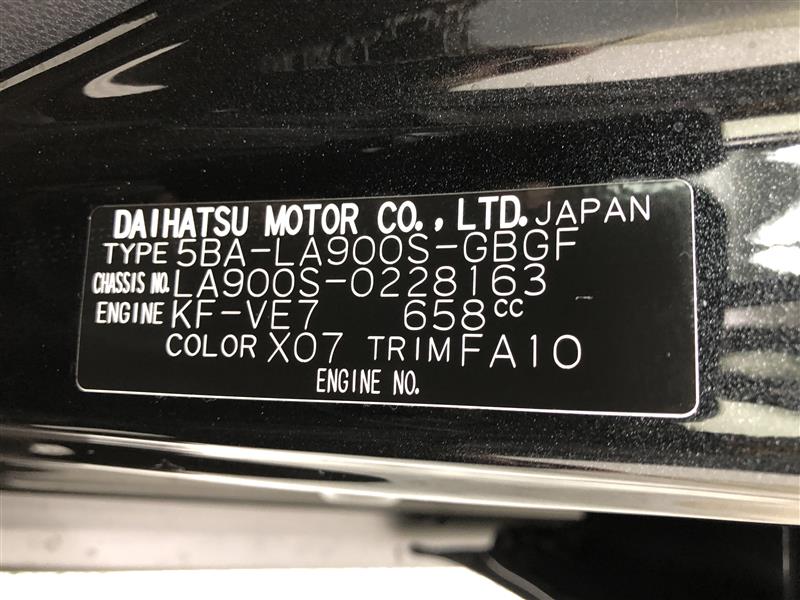 DAIHATSU MOTOR CO., LTD. JAPAN
TYPE 5BA-LA900S-GBGF
CHASSIS NO. LA900S-0228163
ENGINE KF-VE7 658cc
COLOR X07 TRIM FA10
ENGINE NO.